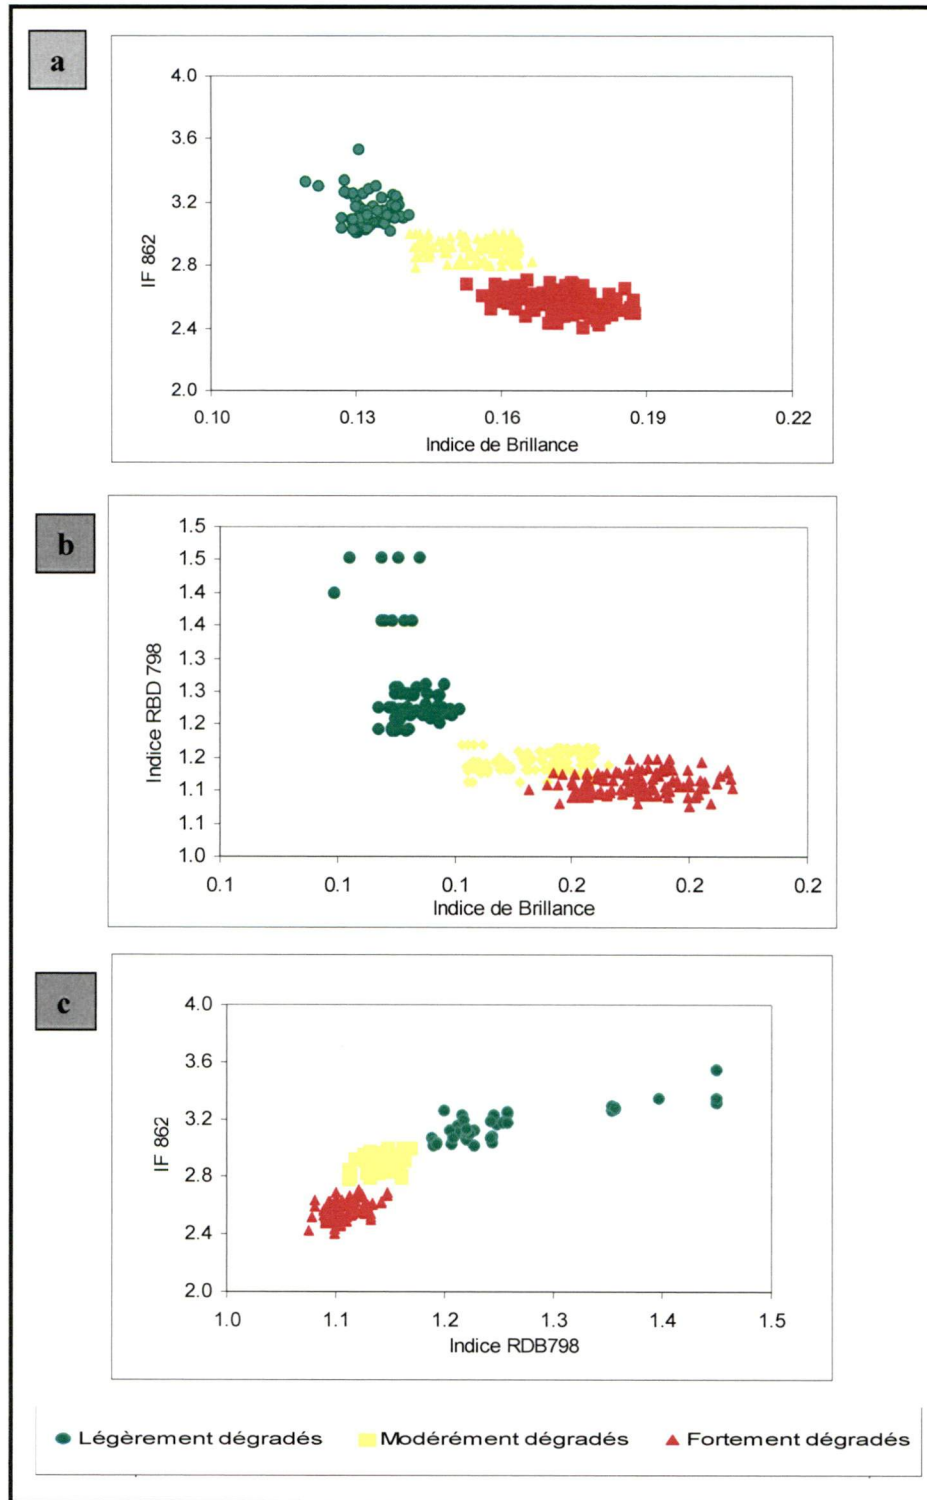 a
4.0
3.6
3.2
2.8
2.4
2.0
IF 862
0.10 0.13 0.16 0.19 0.22
Indice de Brillance
b
1.5
1.5
1.4
1.4
1.3
1.3
1.2
1.2
1.1
1.1
1.0
Indice RBD 798
0.1 0.1 0.1 0.2 0.2 0.2
Indice de Brillance
c
4.0
3.6
3.2
2.8
2.4
2.0
IF 862
1.0 1.1 1.2 1.3 1.4 1.5
Indice RDB798
Légèrement dégradés Modérément dégradés Fortement dégradés